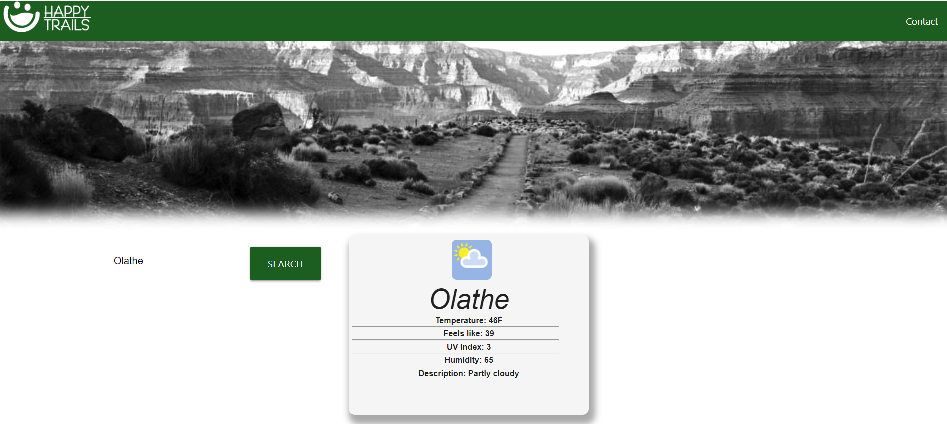 HAPPY
TRAILS
Contact
Olathe
SEARCH
Olathe
Temperature: 46F
Feels like: 39
UV Index: 3
Humidity: 65
Description: Partly cloudy